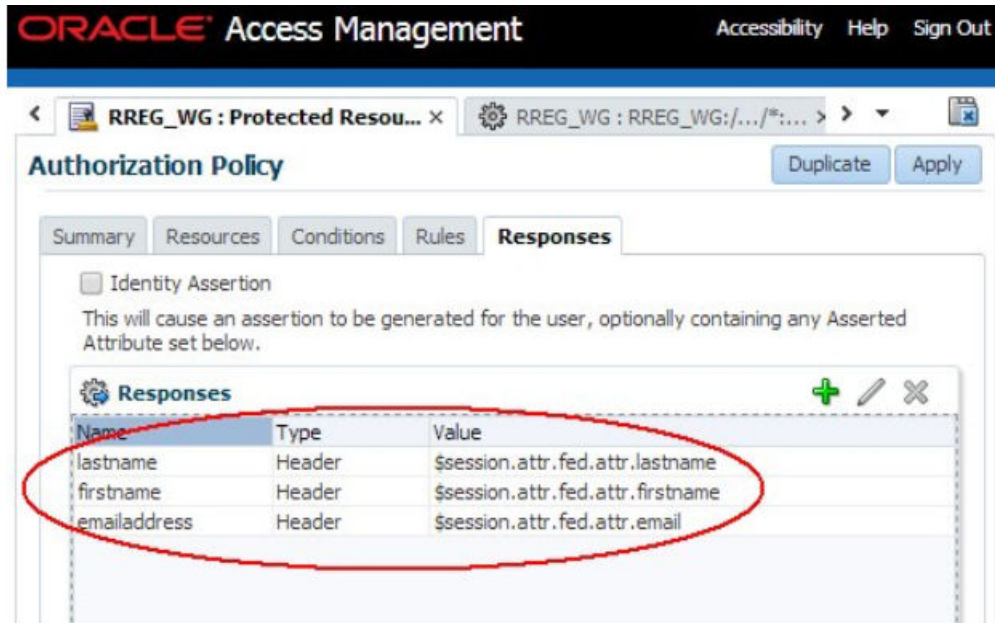 ORACLE Access Management Accessibility Help Sign Out
RREG_WG : Protected Resou... × RREG_WG : RREG_WG:/.../*:... ×
Authorization Policy Duplicate Apply
Summary Resources Conditions Rules Responses
Identity Assertion
This will cause an assertion to be generated for the user, optionally containing any Asserted
Attribute set below.
Responses
Name Type Value
lastname Header $session.attr.fed.attr.lastname
firstname Header $session.attr.fed.attr.firstname
emailaddress Header $session.attr.fed.attr.email